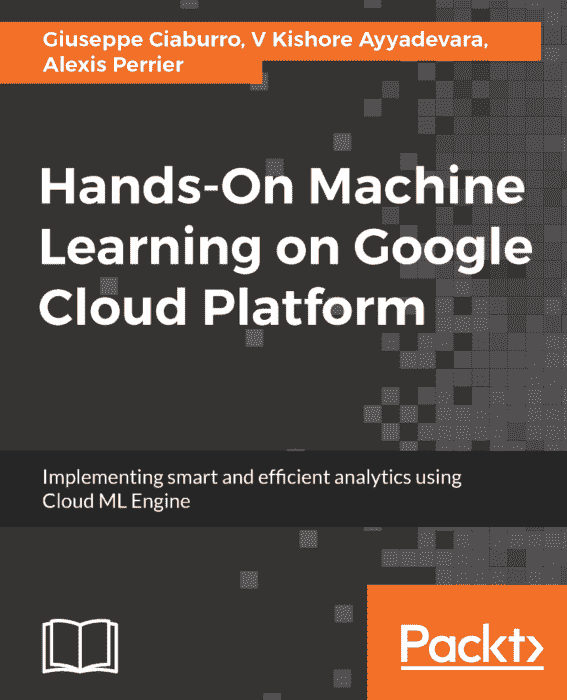 Giuseppe Ciaburro, V Kishore Ayyadevara,
Alexis Perrier
Hands-On Machine
Learning on Google
Cloud Platform
Implementing smart and efficient analytics using
Cloud ML Engine
Packt>